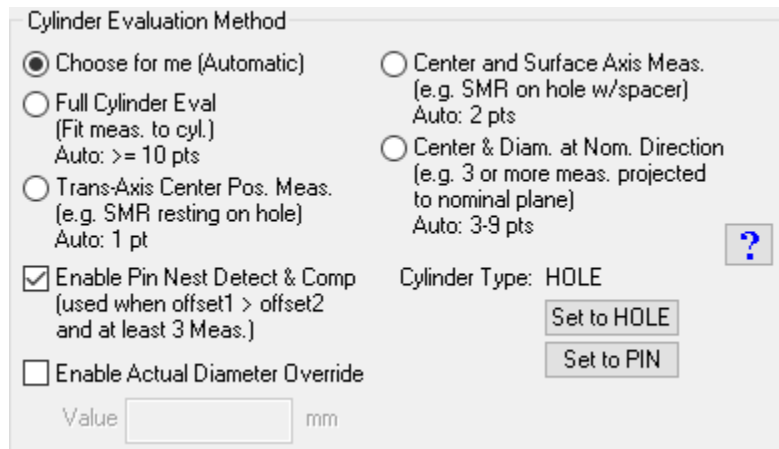 Cylinder Evaluation Method
Choose for me (Automatic)
Full Cylinder Eval
(Fit meas. to cyl.)
Auto: >= 10 pts
Trans-Axis Center Pos. Meas.
(e.g. SMR resting on hole)
Auto: 1 pt
Center and Surface Axis Meas.
(e.g. SMR on hole w/spacer)
Auto: 2 pts
Center & Diam. at Nom. Direction
(e.g. 3 or more meas. projected
to nominal plane)
Auto: 3-9 pts
?
Enable Pin Nest Detect & Comp
(used when offset1 > offset2
and at least 3 Meas.)
Cylinder Type: HOLE
Set to HOLE
Set to PIN
Enable Actual Diameter Override
Value
mm